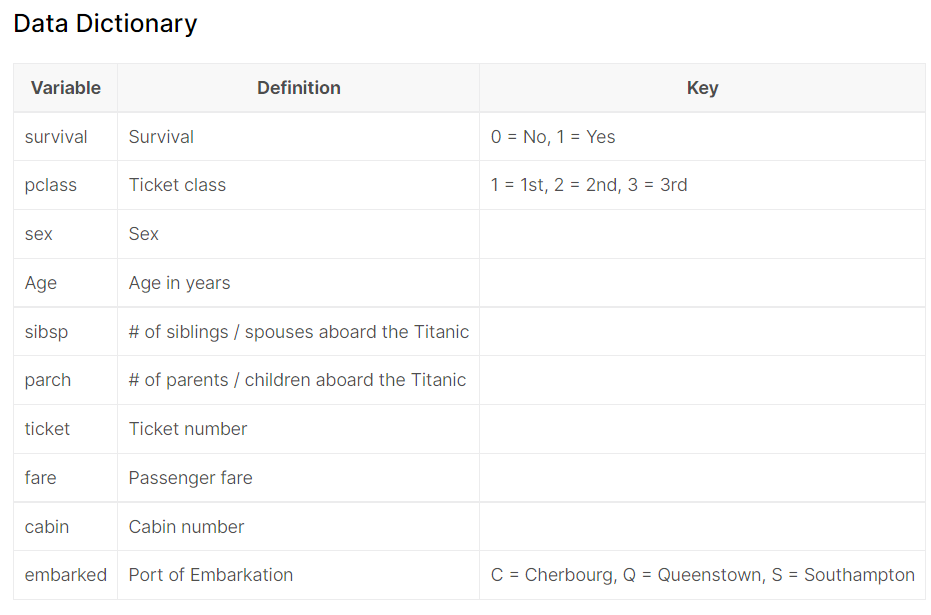 Data Dictionary
Variable Definition Key
survival Survival 0 = No, 1 = Yes
pclass Ticket class 1 = 1st, 2 = 2nd, 3 = 3rd
sex Sex
Age Age in years
sibsp # of siblings / spouses aboard the Titanic
parch # of parents / children aboard the Titanic
ticket Ticket number
fare Passenger fare
cabin Cabin number
embarked Port of Embarkation C = Cherbourg, Q = Queenstown, S = Southampton